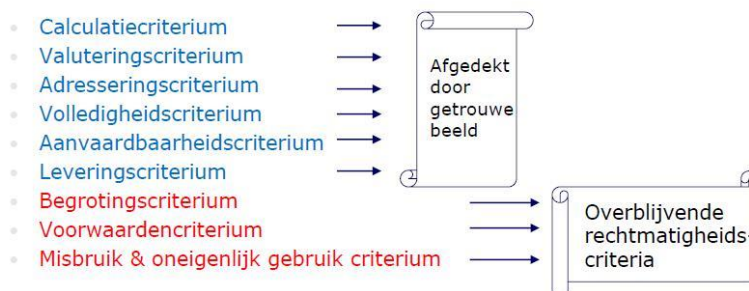 Calculatiecriterium
Valuteringscriterium
Adresseringscriterium
Volledigheidscriterium
Aanvaardbaarheidscriterium
Leveringscriterium
Begrotingscriterium
Voorwaardencriterium
Misbruik & oneigenlijk gebruik criterium
Afgedekt
door
getrouwe
beeld
Overblijvende
rechtmatigheids-
criteria